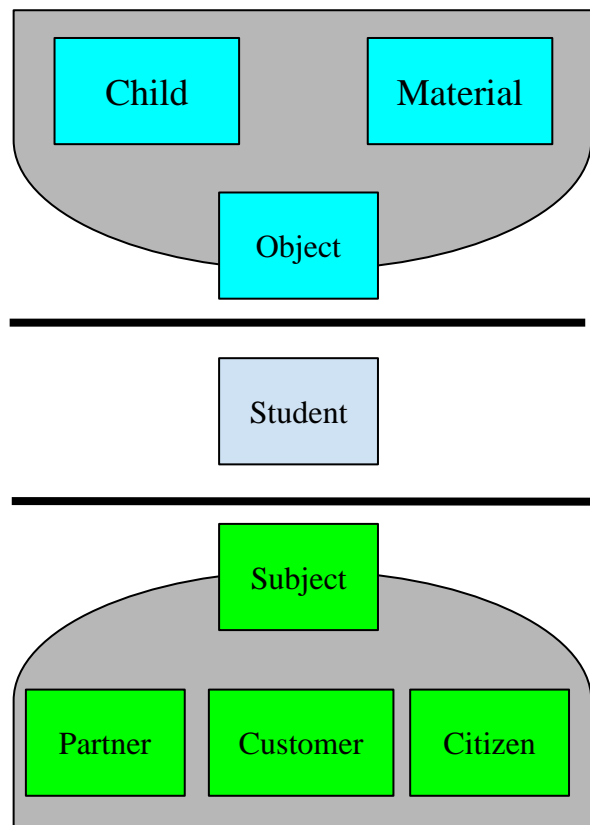 Child
Material
Object
Student
Subject
Partner
Customer
Citizen